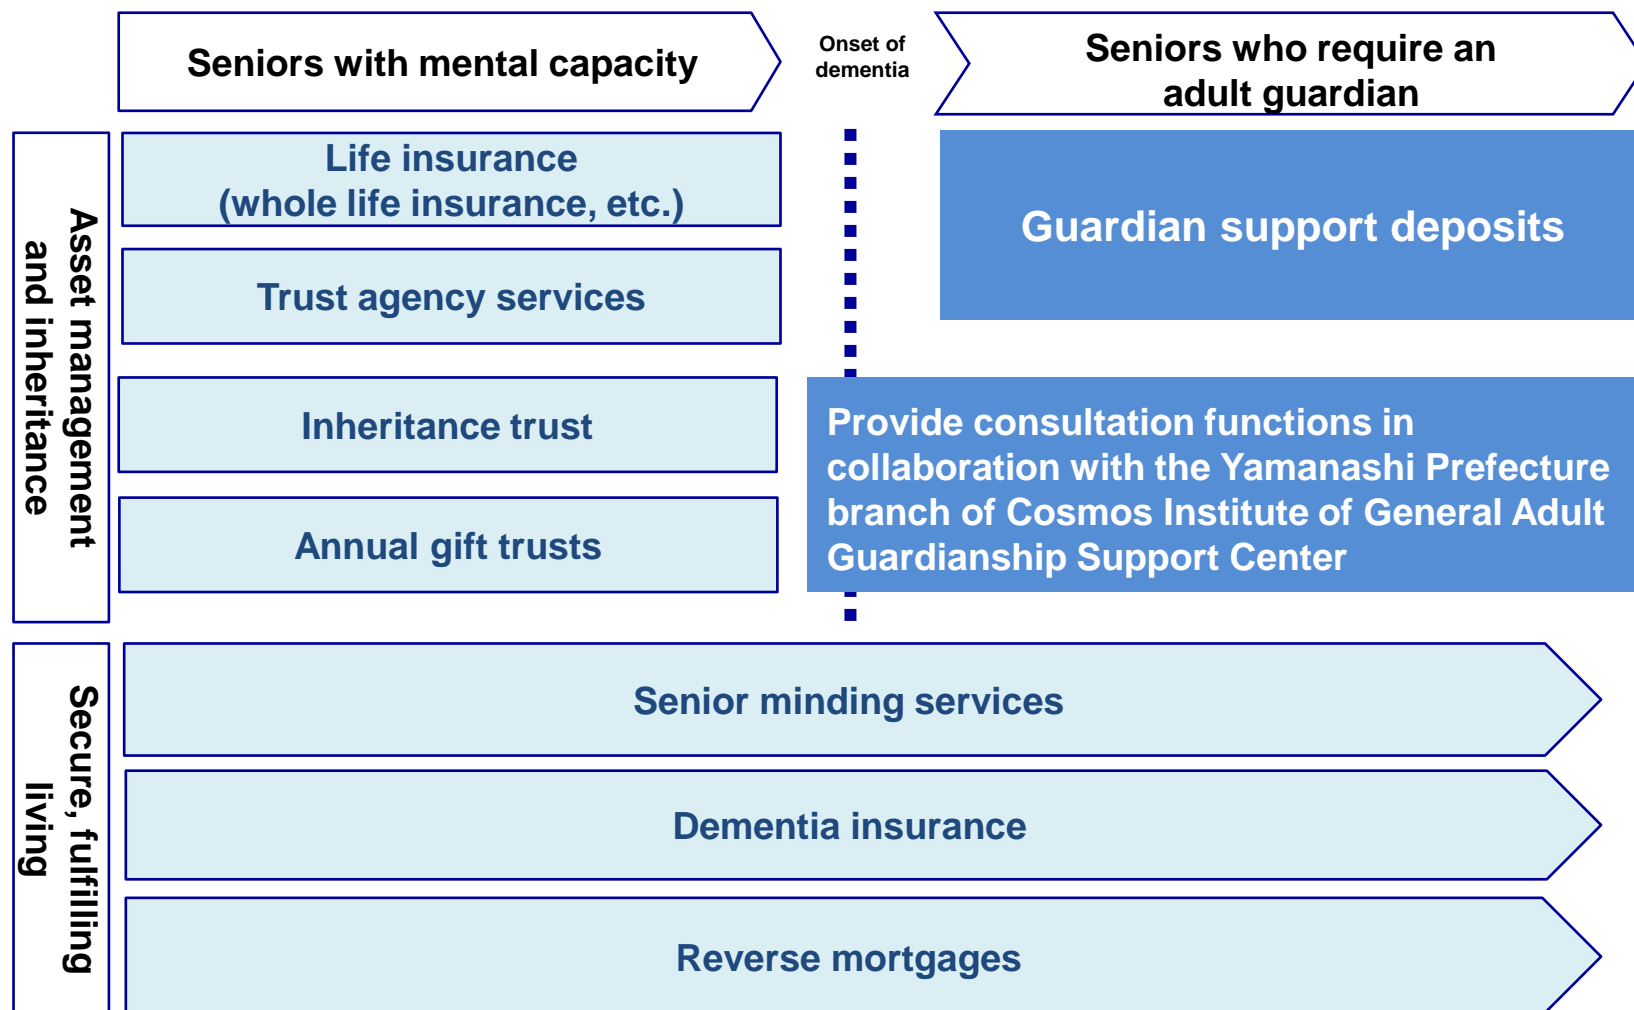 Seniors with mental capacity
Onset of
dementia
Seniors who require an
adult guardian
Asset management
and inheritance
Life insurance
(whole life insurance, etc.)
Trust agency services
Inheritance trust
Annual gift trusts
Guardian support deposits
Provide consultation functions in
collaboration with the Yamanashi Prefecture
branch of Cosmos Institute of General Adult
Guardianship Support Center
Secure, fulfilling
living
Senior minding services
Dementia insurance
Reverse mortgages